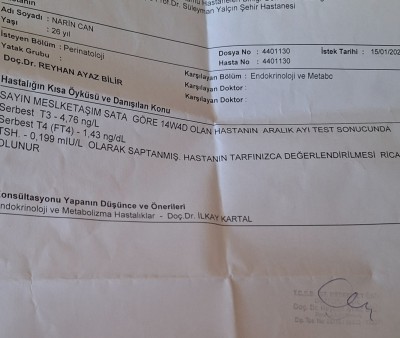 Prof.Dr. Süleyman Yalçın Şehir Hastanesi
Adı Soyadı : NARİN CAN
Yaşı : 26 yıl
İsteyen Bölüm : Perinatoloji
Yatak Grubu :
Doç.Dr. REYHAN AYAZ BİLİR
Dosya No : 4401130
İstek Tarihi : 15/01/202
Hasta No : 4401130
Karşılayan Bölüm : Endokrinoloji ve Metabo
Karşılayan Doktor :
Karşılayan Doktor :
Hastalığın Kısa Öyküsü ve Danışılan Konu
SAYIN MESLKETAŞIM SATA GÖRE 14W4D OLAN HASTANIN ARALIK AYI TEST SONUCUNDA
Serbest T3 - 4,76 ng/L
Serbest T4 (FT4) - 1,43 ng/dL
TSH. - 0,199 mIU/L OLARAK SAPTANMIŞ. HASTANIN TARFINIZCA DEĞERLENDİRİLMESİ RİCA
OLUNUR
Konsültasyonu Yapanın Düşünce ve Önerileri
Endokrinoloji ve Metabolizma Hastalıklar - Doç.Dr. İLKAY KARTAL